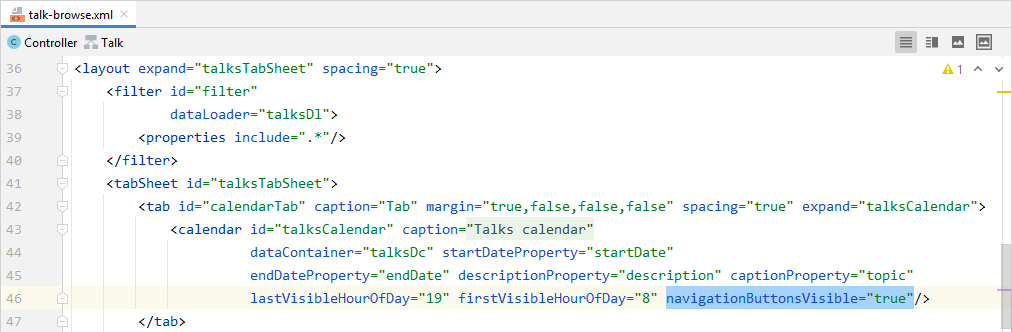 talk-browse.xml
Controller Talk
36 <layout expand="talksTabSheet" spacing="true"> 1
37 <filter id="filter"
38 dataLoader="talksDl">
39 <properties include=".*"/>
40 </filter>
41 <tabSheet id="talksTabSheet">
42 <tab id="calendarTab" caption="Tab" margin="true,false,false,false" spacing="true" expand="talksCalendar">
43 <calendar id="talksCalendar" caption="Talks calendar"
44 dataContainer="talksDc" startDateProperty="startDate"
45 endDateProperty="endDate" descriptionProperty="description" captionProperty="topic"
46 lastVisibleHourOfDay="19" firstVisibleHourOfDay="8" navigationButtonsVisible="true"/>
47 </tab>